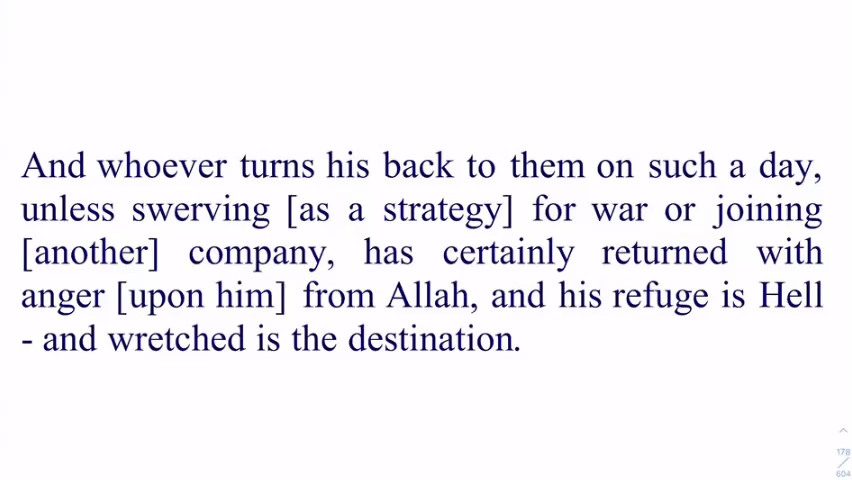 And whoever turns his back to them on such a day,
unless swerving [as a strategy] for war or joining
[another] company, has certainly returned with
anger [upon him] from Allah, and his refuge is Hell
- and wretched is the destination.
178
604